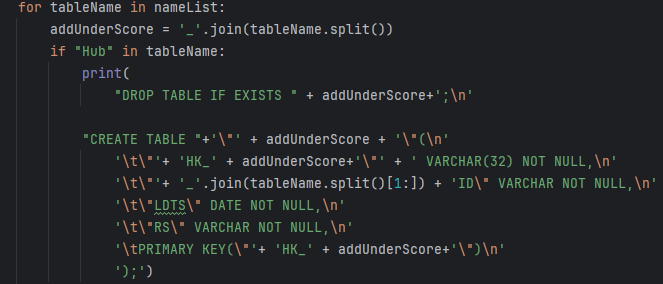 for tableName in nameList:
    addUnderScore = '_'.join(tableName.split())
    if "Hub" in tableName:
        print(
            "DROP TABLE IF EXISTS " + addUnderScore+';\n'

        "CREATE TABLE "+'\"' + addUnderScore + '\"(\n'
            '\t\"'+ 'HK_' + addUnderScore+'\"' + ' VARCHAR(32) NOT NULL,\n'
            '\t\"'+ '_'.join(tableName.split()[1:]) + 'ID\" VARCHAR NOT NULL,\n'
            '\t\"LDTS\" DATE NOT NULL,\n'
            '\t\"RS\" VARCHAR NOT NULL,\n'
            '\tPRIMARY KEY(\"'+ 'HK_' + addUnderScore+'\")\n'
            ');')